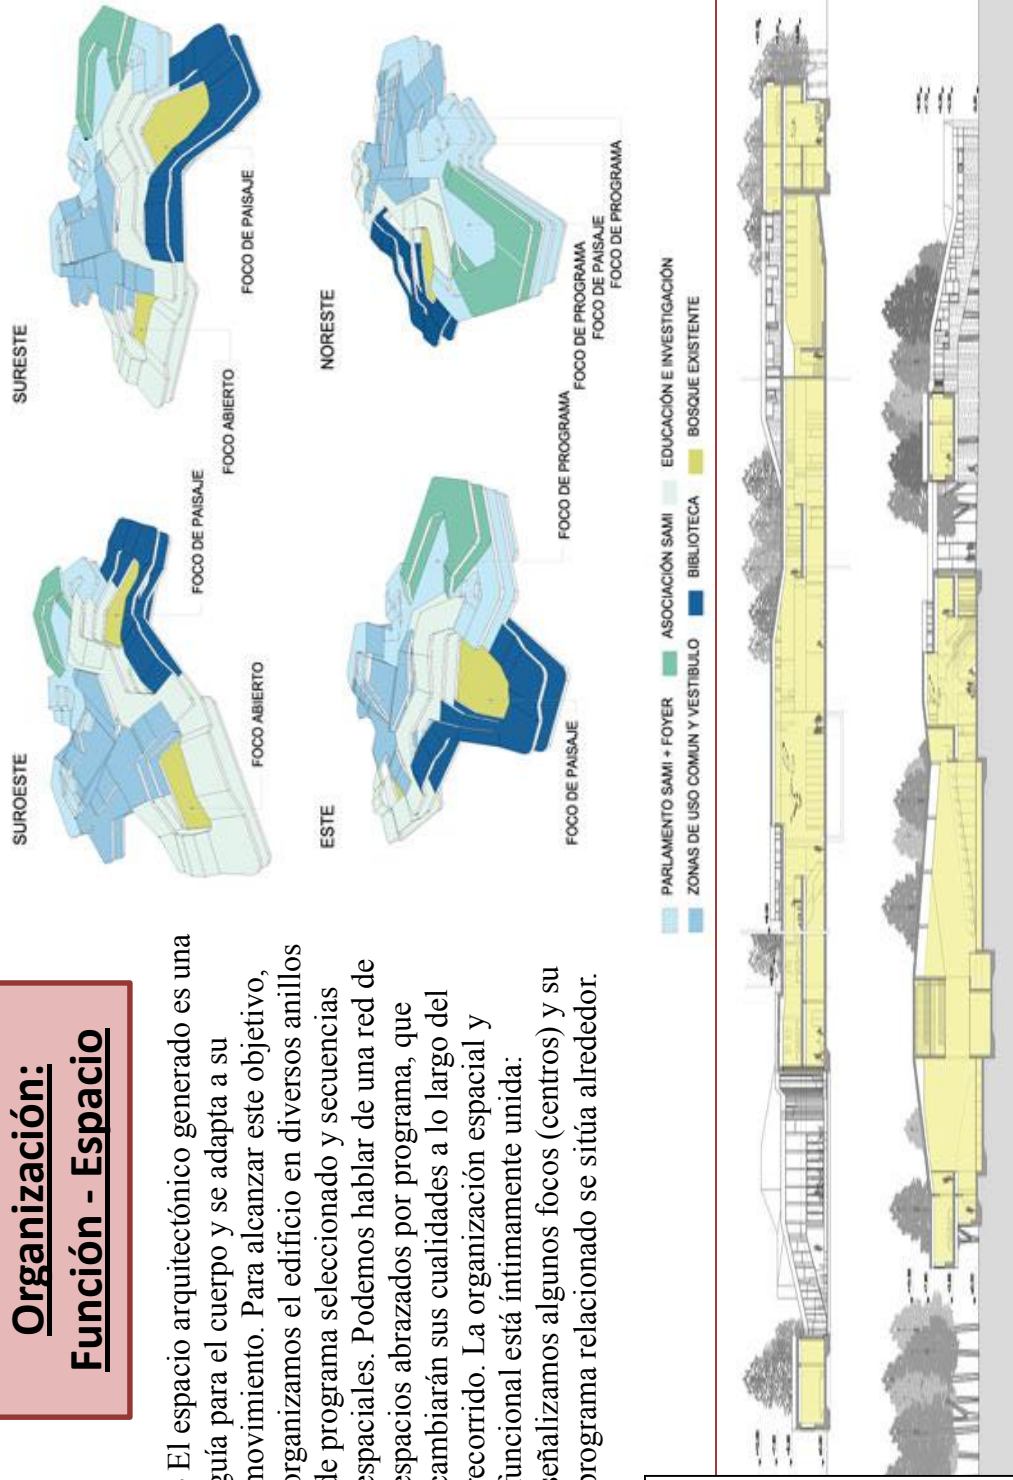 Organización:
Función - Espacio
El espacio arquitectónico generado es una
guía para el cuerpo y se adapta a su
movimiento. Para alcanzar este objetivo,
organizamos el edificio en diversos anillos
de programa seleccionado y secuencias
espaciales. Podemos hablar de una red de
espacios abrazados por programa, que
cambiarán sus cualidades a lo largo del
recorrido. La organización espacial y
funcional está íntimamente unida:
señalizamos algunos focos (centros) y su
programa relacionado se sitúa alrededor.
SUROESTE
FOCO DE PAISAJE
FOCO ABIERTO
SURESTE
FOCO DE PAISAJE
FOCO ABIERTO
ESTE
FOCO DE PROGRAMA
FOCO DE PAISAJE
NORESTE
FOCO DE PROGRAMA
FOCO DE PAISAJE
FOCO DE PROGRAMA
PARLAMENTO SAMI + FOYER ASOCIACIÓN SAMI EDUCACIÓN E INVESTIGACIÓN
ZONAS DE USO COMUN Y VESTIBULO BIBLIOTECA BOSQUE EXISTENTE